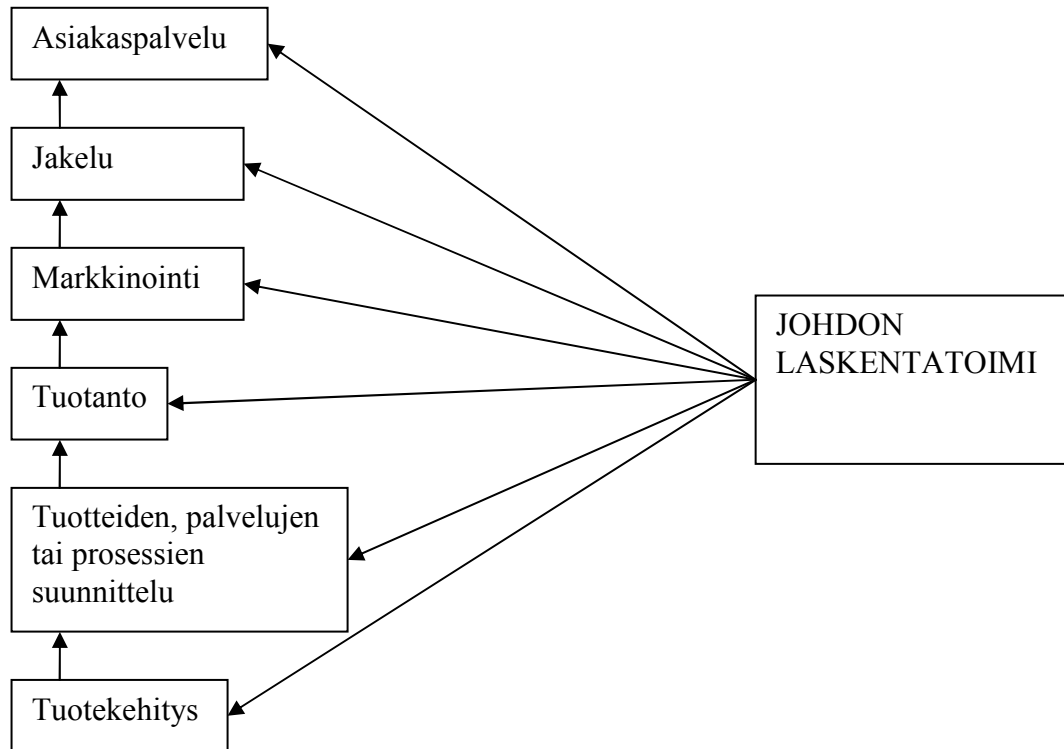 Asiakaspalvelu
Jakelu
Markkinointi
Tuotanto
Tuotteiden, palvelujen
tai prosessien
suunnittelu
Tuotekehitys
JOHDON
LASKENTATOIMI